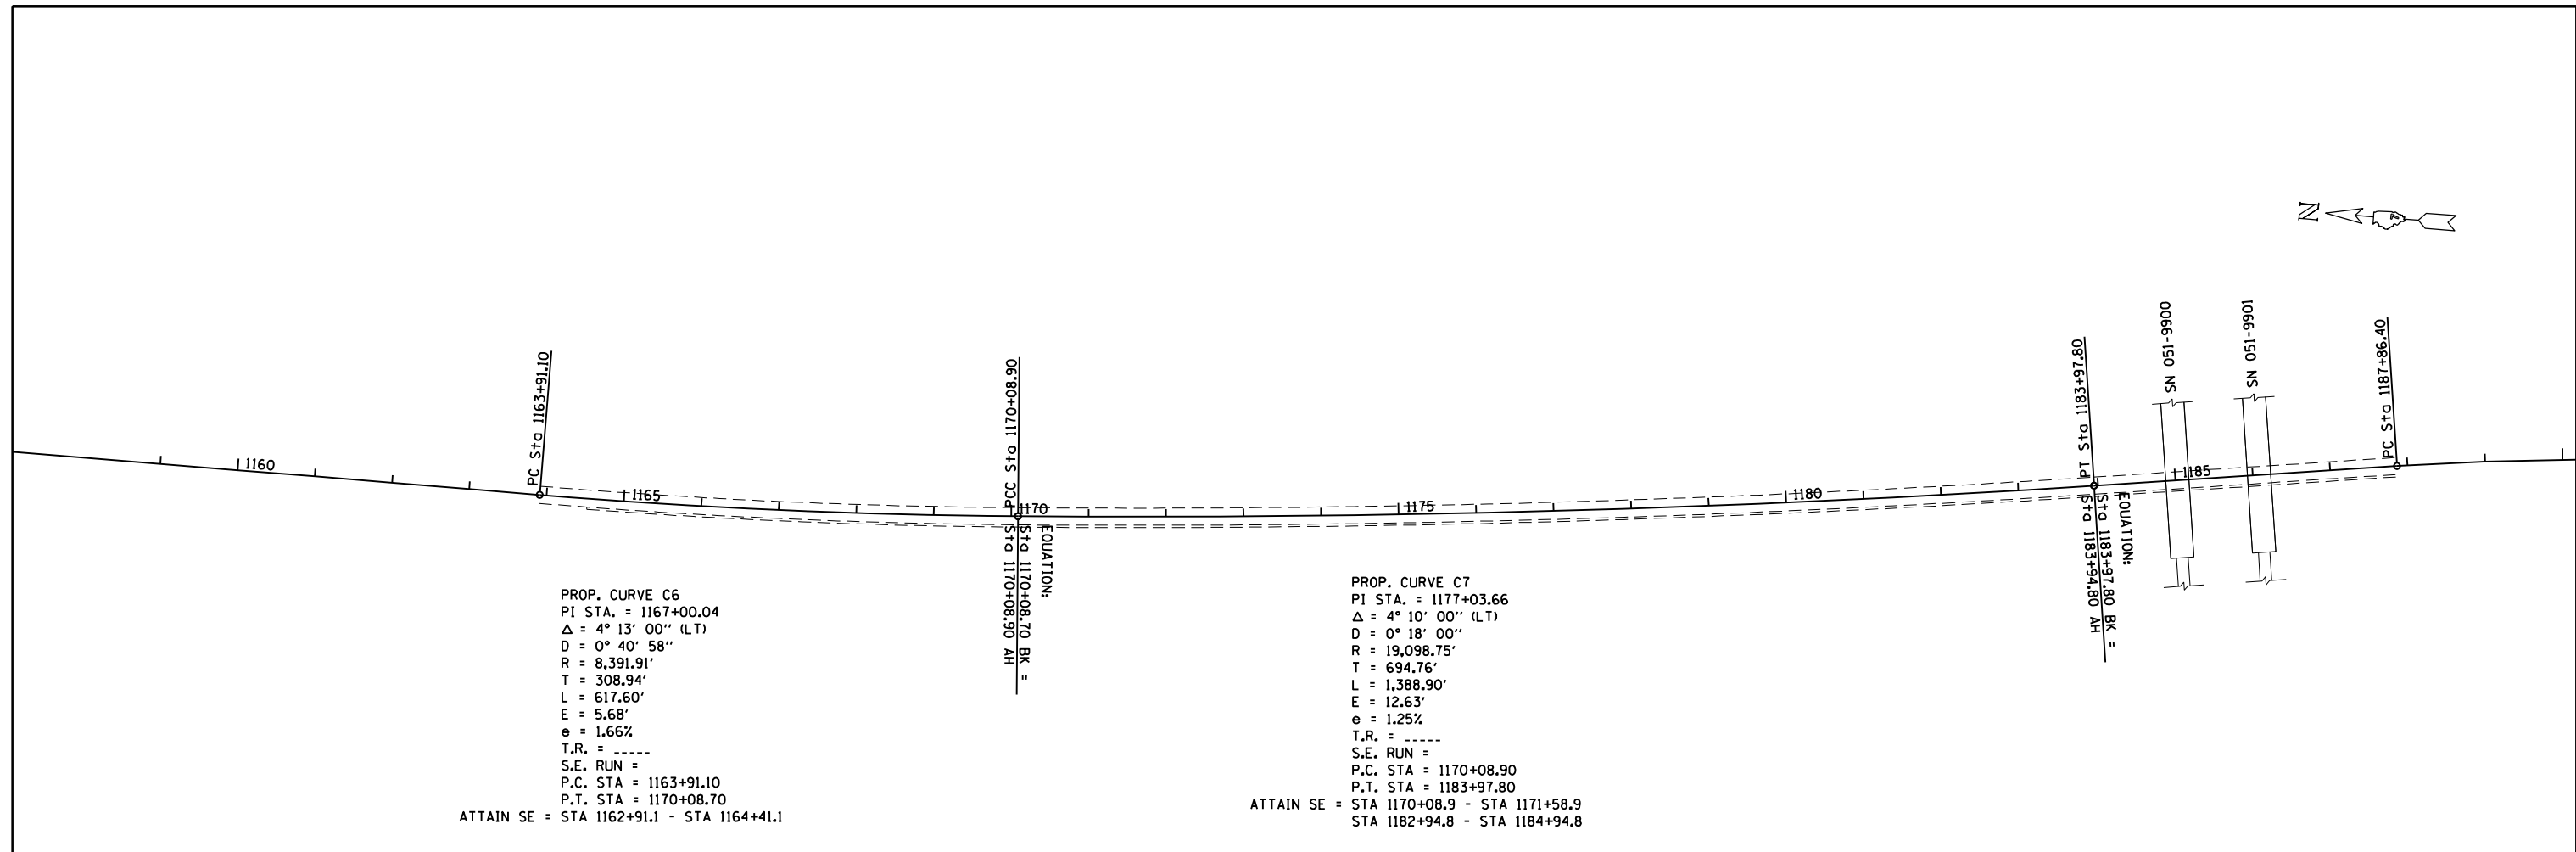 N
PC Sta 1163+91.10
PCC Sta 1170+08.90
PT Sta 1183+97.80
SN 051-9900
SN 051-9901
PC Sta 1187+86.40
1160
1165
1170
1175
1180
1185
EQUATION:
Sta 1170+08.70 BK =
Sta 1170+08.90 AH
EQUATION:
Sta 1183+97.80 BK =
Sta 1183+94.80 AH
PROP. CURVE C6
PI STA. = 1167+00.04
Δ = 4° 13' 00'' (LT)
D = 0° 40' 58''
R = 8,391.91'
T = 308.94'
L = 617.60'
E = 5.68'
e = 1.66%
T.R. = -----
S.E. RUN =
P.C. STA = 1163+91.10
P.T. STA = 1170+08.70
ATTAIN SE = STA 1162+91.1 - STA 1164+41.1
PROP. CURVE C7
PI STA. = 1177+03.66
Δ = 4° 10' 00'' (LT)
D = 0° 18' 00''
R = 19,098.75'
T = 694.76'
L = 1,388.90'
E = 12.63'
e = 1.25%
T.R. = -----
S.E. RUN =
P.C. STA = 1170+08.90
P.T. STA = 1183+97.80
ATTAIN SE = STA 1170+08.9 - STA 1171+58.9
STA 1182+94.8 - STA 1184+94.8